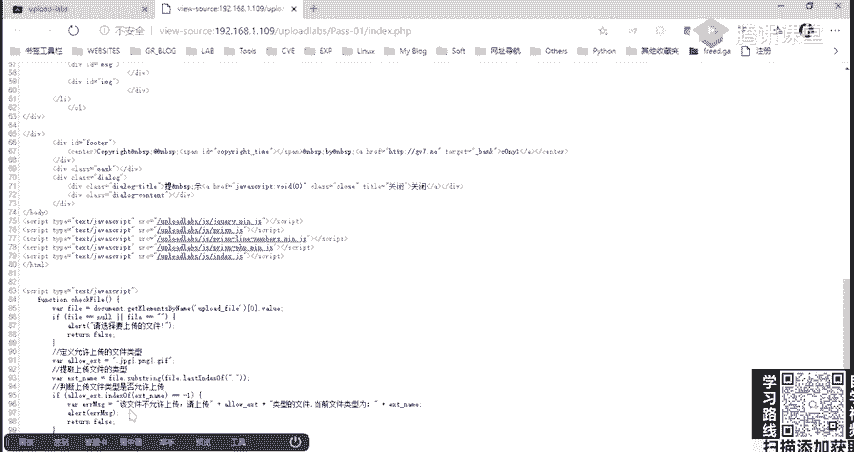 upload-labs
view-source:192.168.1.109/uploa
不安全 | view-source:192.168.1.109/uploadlabs/Pass-01/index.php
腾讯课堂
书签工具栏 WEBSITES GR_BLOG LAB Tools CVE EXP Linux My Blog Soft 网址导航 Others Python 其他收藏夹 freed.ga 注册
57 <div id="msg">
58 </div>
59 <div id="img">
60 </div>
61 </li>
62 </ul>
63 </div>
64
65 </div>
66 <div id="footer">
67 <center>Copyright&nbsp;@&nbsp;<span id="copyright_time"></span>&nbsp;by&nbsp;<a href="http://gv7.me" target="_bank">c0ny1</a></center>
68 </div>
69 <div class="mask"></div>
70 <div class="dialog">
71 <div class="dialog-title">提&nbsp;示<a href="javascript:void(0)" class="close" title="关闭">关闭</a></div>
72 <div class="dialog-content"></div>
73 </div>
74 </body>
75 <script type="text/javascript" src="/uploadlabs/js/jquery.min.js"></script>
76 <script type="text/javascript" src="/uploadlabs/js/prism.js"></script>
77 <script type="text/javascript" src="/uploadlabs/js/prism-line-numbers.min.js"></script>
78 <script type="text/javascript" src="/uploadlabs/js/prism-php.min.js"></script>
79 <script type="text/javascript" src="/uploadlabs/js/index.js"></script>
80 </html>
81
82
83 <script type="text/javascript">
84 function checkFile() {
85 var file = document.getElementsByName('upload_file')[0].value;
86 if (file == null || file == "") {
87 alert("请选择要上传的文件!");
88 return false;
89 }
90 //定义允许上传的文件类型
91 var allow_ext = ".jpg|.png|.gif";
92 //提取上传文件的类型
93 var ext_name = file.substring(file.lastIndexOf("."));
94 //判断上传文件类型是否允许上传
95 if (allow_ext.indexOf(ext_name) == -1) {
96 var errMsg = "该文件不允许上传，请上传" + allow_ext + "类型的文件,当前文件类型为：" + ext_name;
97 alert(errMsg);
98 return false;
99 }
工具
学习路线
扫描添加获取